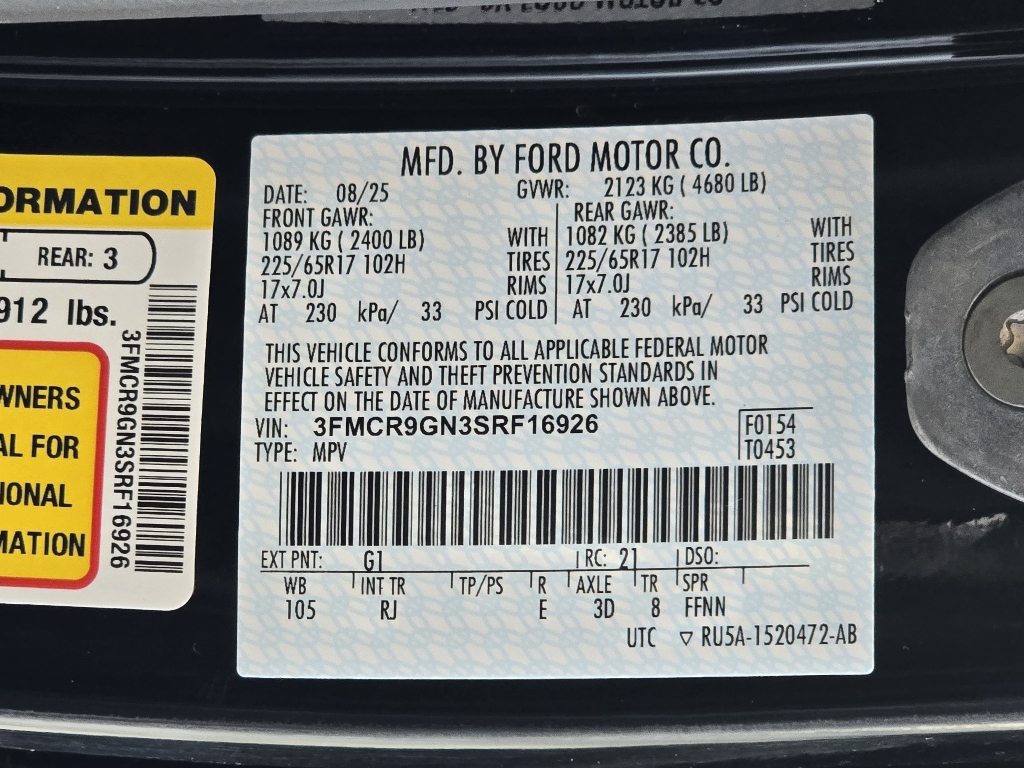 ORMATION
REAR: 3
912 lbs.
3FMCR9GN3SRF16926
WNERS
AL FOR
IONAL
MATION
MFD. BY FORD MOTOR CO.
DATE: 08/25 GVWR: 2123 KG ( 4680 LB)
FRONT GAWR: REAR GAWR:
1089 KG ( 2400 LB) WITH 1082 KG ( 2385 LB) WITH
225/65R17 102H TIRES 225/65R17 102H TIRES
17x7.0J RIMS 17x7.0J RIMS
AT 230 kPa/ 33 PSI COLD AT 230 kPa/ 33 PSI COLD
THIS VEHICLE CONFORMS TO ALL APPLICABLE FEDERAL MOTOR
VEHICLE SAFETY AND THEFT PREVENTION STANDARDS IN
EFFECT ON THE DATE OF MANUFACTURE SHOWN ABOVE.
VIN: 3FMCR9GN3SRF16926 F0154
TYPE: MPV T0453
EXT PNT: G1 RC: 21 DSO:
WB INT TR TP/PS R AXLE TR SPR
105 RJ E 3D 8 FFNN
UTC ▽ RU5A-1520472-AB